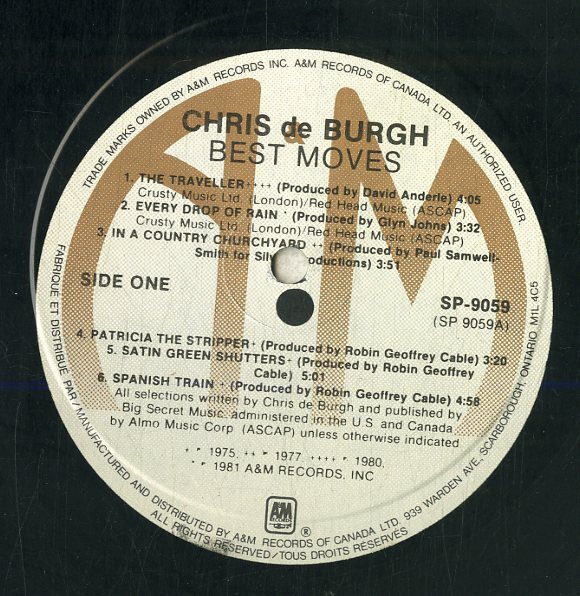 TRADE MARKS OWNED BY A&M RECORDS INC. A&M RECORDS OF CANADA LTD. AN AUTHORIZED USER
CHRIS de BURGH
BEST MOVES
1. THE TRAVELLER++++ (Produced by David Anderle) 4:05
Crusty Music Ltd. (London)/Red Head Music (ASCAP)
2. EVERY DROP OF RAIN * (Produced by Glyn Johns) 3:32
Crusty Music Ltd. (London)/Red Head Music (ASCAP)
3. IN A COUNTRY CHURCHYARD ++ (Produced by Paul Samwell-
Smith for roductions) 3:51
SIDE ONE
SP-9059
(SP 9059A)
4. PATRICIA THE STRIPPER+ (Produced by Robin Geoffrey Cable) 3:20
5. SATIN GREEN SHUTTERS+ (Produced by Robin Geoffrey
Cable) 5:01
6. SPANISH TRAIN + (Produced by Robin Geoffrey Cable) 4:58
All selections written by Chris de Burgh and published by
Big Secret Music, administered in the U.S. and Canada
by Almo Music Corp. (ASCAP) unless otherwise indicated
+ ℗ 1975. ++ ℗ 1977. ++++ ℗ 1980.
* ℗ 1981 A&M RECORDS, INC
A&M
RECORDS
®
FABRIQUÉ ET DISTRIBUÉ PAR/MANUFACTURED AND DISTRIBUTED BY A&M RECORDS OF CANADA LTD. 939 WARDEN AVE, SCARBOROUGH, ONTARIO, M1L 4C5
ALL RIGHTS RESERVED/TOUS DROITS RÉSERVÉS